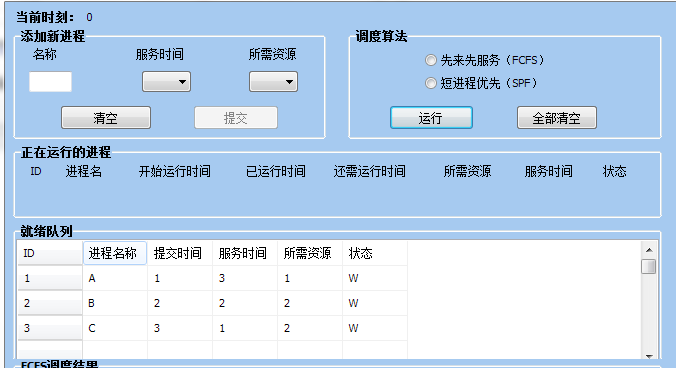 当前时刻： 0
添加新进程
名称 服务时间 所需资源
清空 提交
调度算法
先来先服务（FCFS）
短进程优先（SPF）
运行 全部清空
正在运行的进程
ID 进程名 开始运行时间 已运行时间 还需运行时间 所需资源 服务时间 状态
就绪队列
ID 进程名称 提交时间 服务时间 所需资源 状态
1 A 1 3 1 W
2 B 2 2 2 W
3 C 3 1 2 W
FCFS调度结果